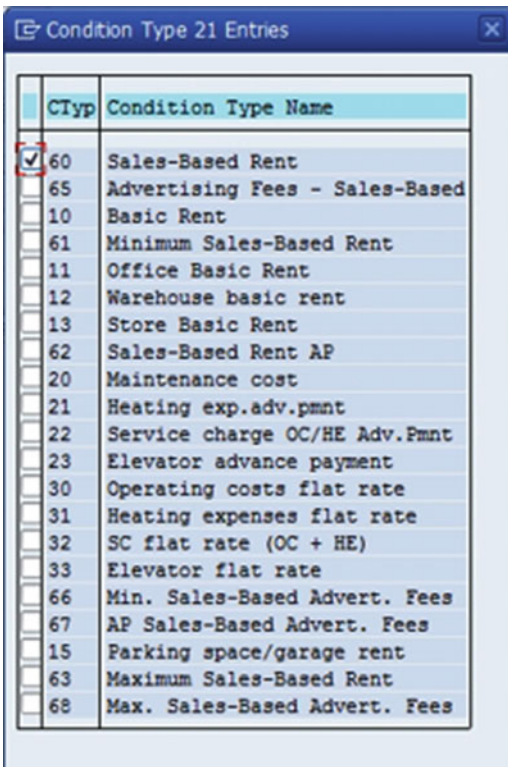 Condition Type 21 Entries
CTyp Condition Type Name
60 Sales-Based Rent
65 Advertising Fees - Sales-Based
10 Basic Rent
61 Minimum Sales-Based Rent
11 Office Basic Rent
12 Warehouse basic rent
13 Store Basic Rent
62 Sales-Based Rent AP
20 Maintenance cost
21 Heating exp.adv.pmnt
22 Service charge OC/HE Adv.Pmnt
23 Elevator advance payment
30 Operating costs flat rate
31 Heating expenses flat rate
32 SC flat rate (OC + HE)
33 Elevator flat rate
66 Min. Sales-Based Advert. Fees
67 AP Sales-Based Advert. Fees
15 Parking space/garage rent
63 Maximum Sales-Based Rent
68 Max. Sales-Based Advert. Fees